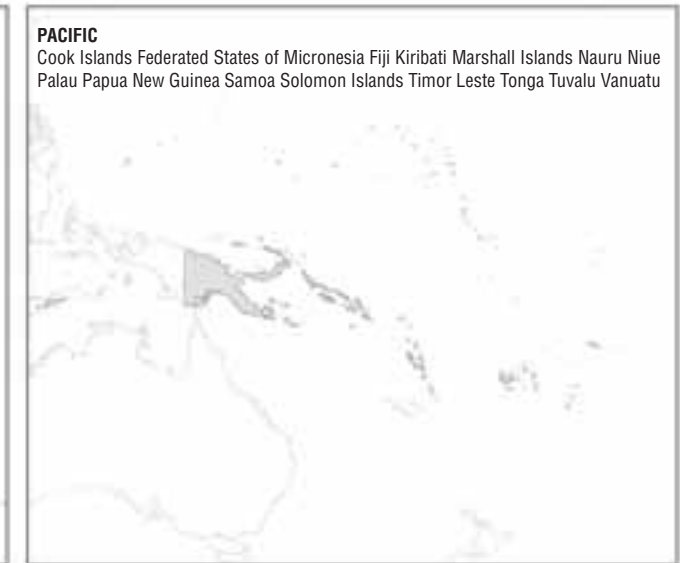 PACIFIC
Cook Islands Federated States of Micronesia Fiji Kiribati Marshall Islands Nauru Niue
Palau Papua New Guinea Samoa Solomon Islands Timor Leste Tonga Tuvalu Vanuatu